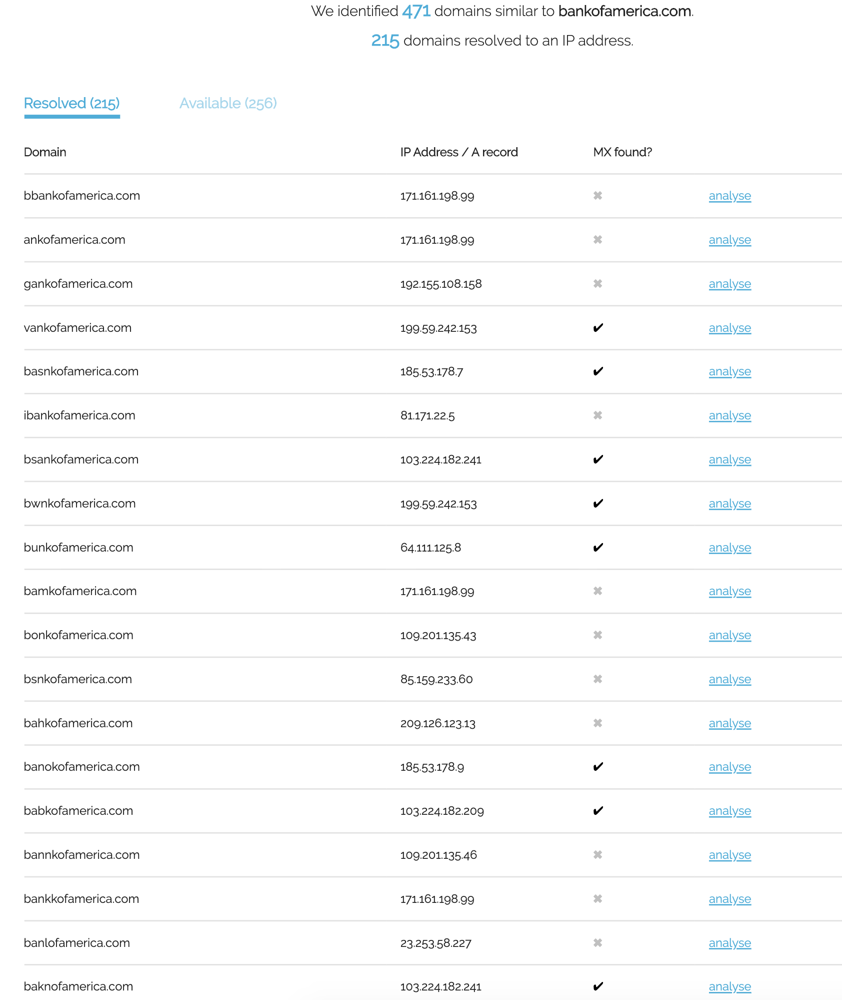 We identified 471 domains similar to bankofamerica.com.
215 domains resolved to an IP address.
Resolved (215) Available (256)
Domain IP Address / A record MX found?
bbankofamerica.com 171.161.198.99 ✖ analyse
ankofamerica.com 171.161.198.99 ✖ analyse
gankofamerica.com 192.155.108.158 ✖ analyse
vankofamerica.com 199.59.242.153 ✔ analyse
basnkofamerica.com 185.53.178.7 ✔ analyse
ibankofamerica.com 81.171.22.5 ✖ analyse
bsankofamerica.com 103.224.182.241 ✔ analyse
bwnkofamerica.com 199.59.242.153 ✔ analyse
bunkofamerica.com 64.111.125.8 ✔ analyse
bamkofamerica.com 171.161.198.99 ✖ analyse
bonkofamerica.com 109.201.135.43 ✖ analyse
bsnkofamerica.com 85.159.233.60 ✖ analyse
bahkofamerica.com 209.126.123.13 ✖ analyse
banokofamerica.com 185.53.178.9 ✔ analyse
babkofamerica.com 103.224.182.209 ✔ analyse
bannkofamerica.com 109.201.135.46 ✖ analyse
bankkofamerica.com 171.161.198.99 ✖ analyse
banlofamerica.com 23.253.58.227 ✖ analyse
baknofamerica.com 103.224.182.241 ✔ analyse